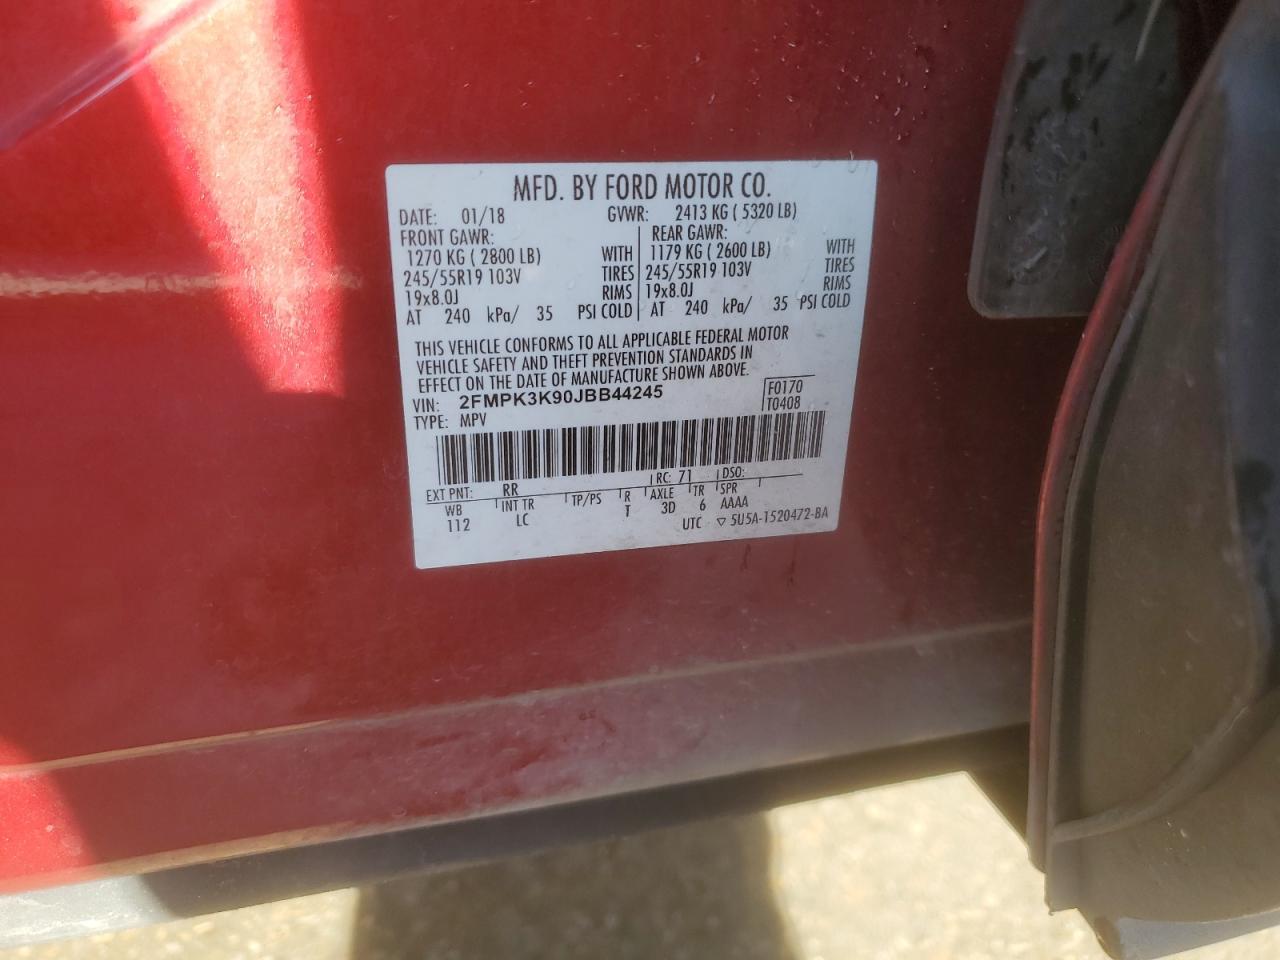 MFD. BY FORD MOTOR CO.
DATE: 01/18 GVWR: 2413 KG ( 5320 LB)
FRONT GAWR: REAR GAWR:
1270 KG ( 2800 LB) WITH 1179 KG ( 2600 LB) WITH
245/55R19 103V TIRES 245/55R19 103V TIRES
19x8.0J RIMS 19x8.0J RIMS
AT 240 kPa/ 35 PSI COLD AT 240 kPa/ 35 PSI COLD
THIS VEHICLE CONFORMS TO ALL APPLICABLE FEDERAL MOTOR
VEHICLE SAFETY AND THEFT PREVENTION STANDARDS IN
EFFECT ON THE DATE OF MANUFACTURE SHOWN ABOVE.
VIN: 2FMPK3K90JBB44245 F0170
TYPE: MPV T0408
EXT PNT: RR RC: 71 DSO:
WB INT TR TP/PS R AXLE TR SPR
112 LC T 3D 6 AAAA
UTC ▽ 5U5A-1520472-BA